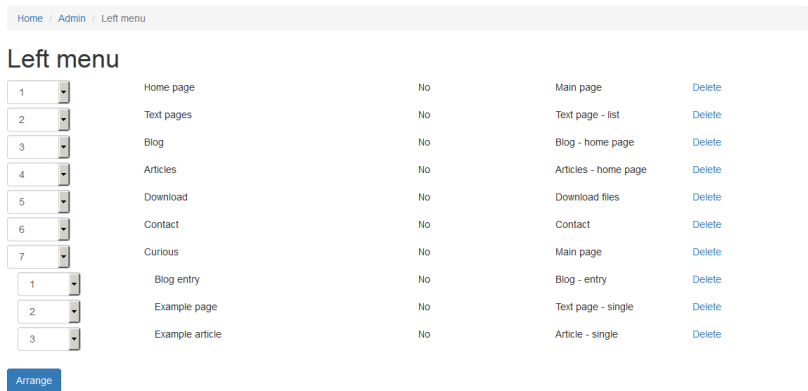 Home / Admin / Left menu
Left menu
1 Home page No Main page Delete
2 Text pages No Text page - list Delete
3 Blog No Blog - home page Delete
4 Articles No Articles - home page Delete
5 Download No Download files Delete
6 Contact No Contact Delete
7 Curious No Main page Delete
1 Blog entry No Blog - entry Delete
2 Example page No Text page - single Delete
3 Example article No Article - single Delete
Arrange